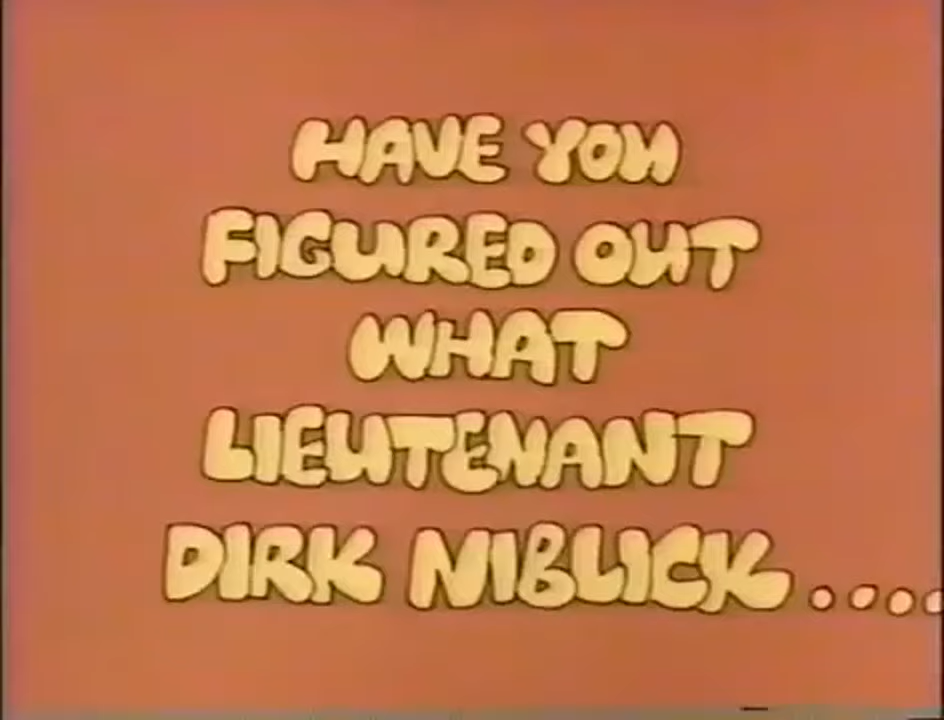 HAVE YOU
FIGURED OUT
WHAT
LIEUTENANT
DIRK NIBLICK....